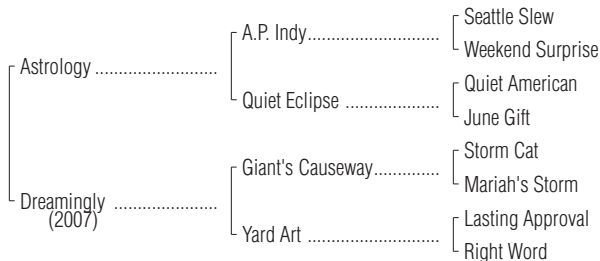 Seattle Slew
A.P. Indy..............................
Weekend Surprise
Astrology ............................
Quiet American
Quiet Eclipse ......................
June Gift
Storm Cat
Giant's Causeway...............
Mariah's Storm
Dreamingly ........................
(2007)
Lasting Approval
Yard Art ..............................
Right Word